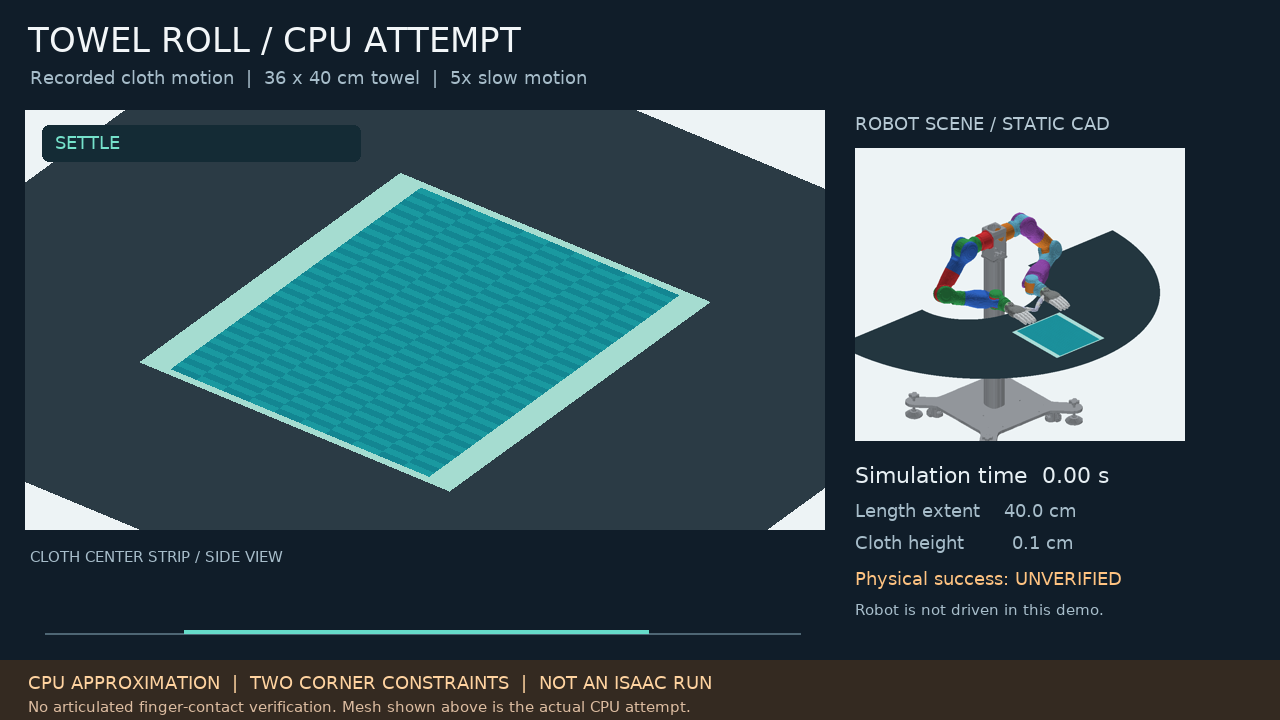 TOWEL ROLL / CPU ATTEMPT
Recorded cloth motion | 36 x 40 cm towel | 5x slow motion
SETTLE
ROBOT SCENE / STATIC CAD
Simulation time 0.00 s
Length extent 40.0 cm
Cloth height 0.1 cm
Physical success: UNVERIFIED
Robot is not driven in this demo.
CLOTH CENTER STRIP / SIDE VIEW
CPU APPROXIMATION | TWO CORNER CONSTRAINTS | NOT AN ISAAC RUN
No articulated finger-contact verification. Mesh shown above is the actual CPU attempt.